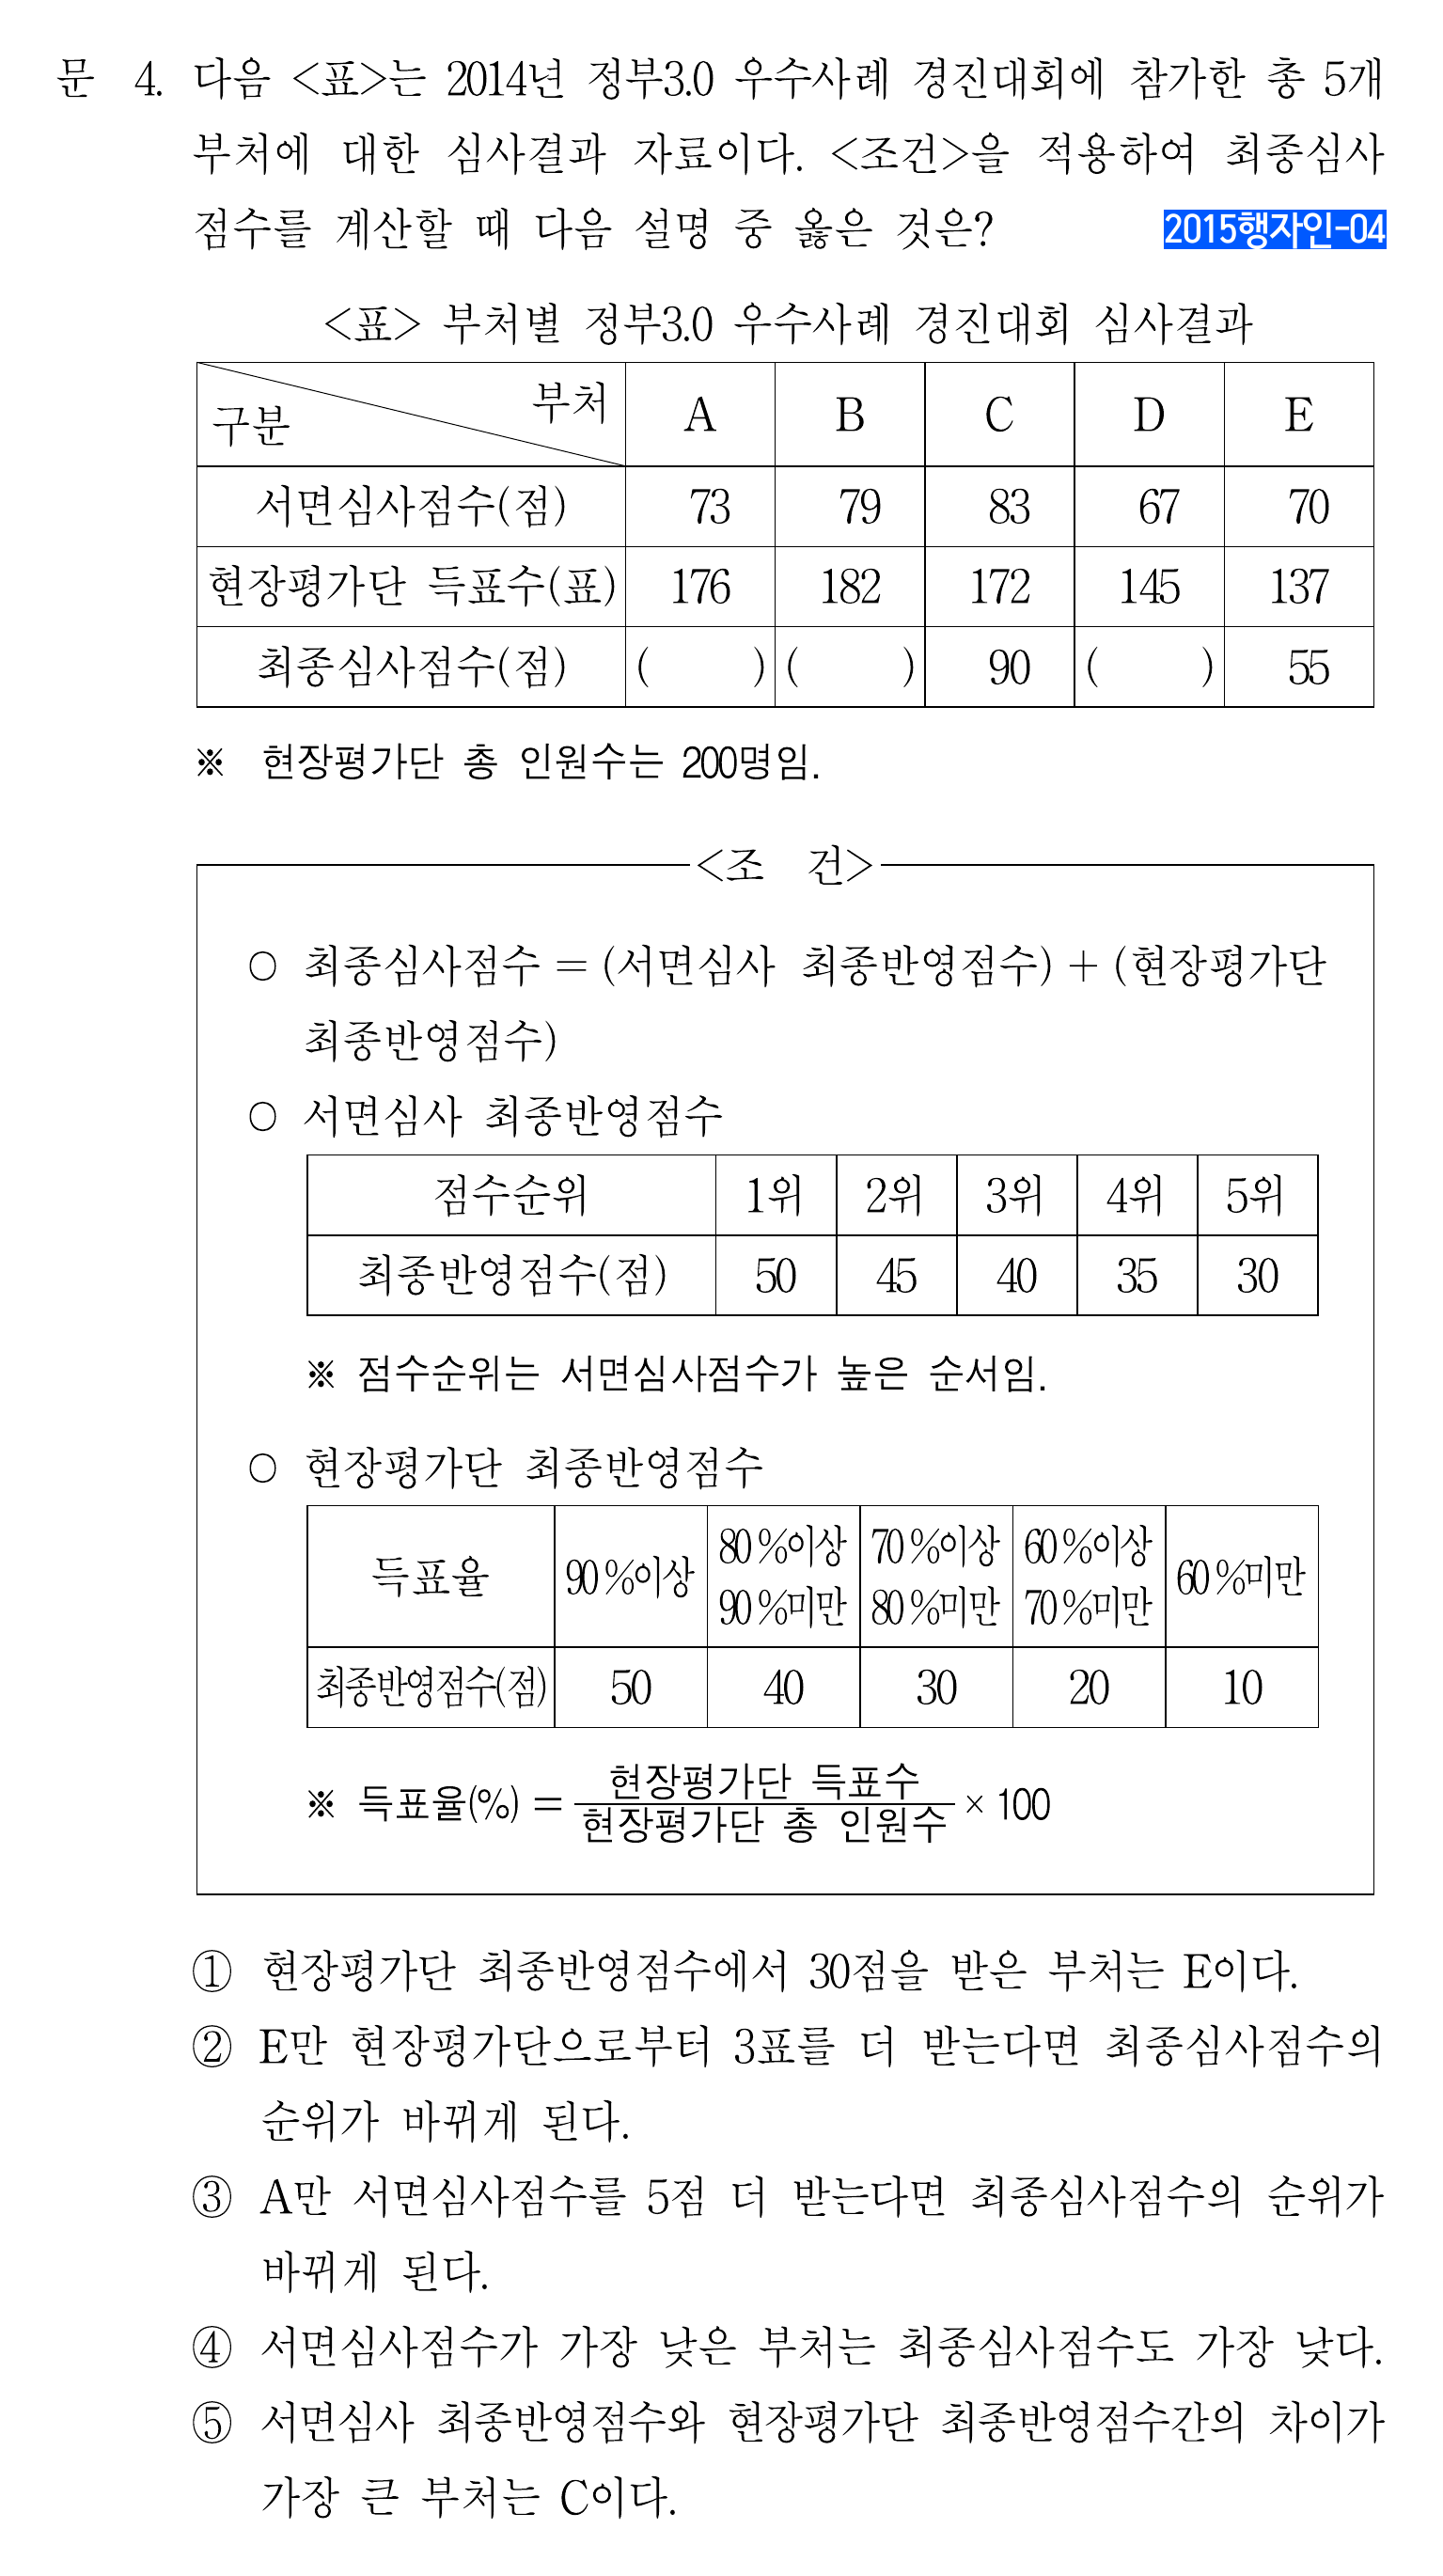 문 4. 다음 <표>는 2014년 정부3.0 우수사례 경진대회에 참가한 총 5개
부처에 대한 심사결과 자료이다. <조건>을 적용하여 최종심사
점수를 계산할 때 다음 설명 중 옳은 것은? 2015행자인-04
<표> 부처별 정부3.0 우수사례 경진대회 심사결과
구분 부처 A B C D E
서면심사점수(점) 73 79 83 67 70
현장평가단 득표수(표) 176 182 172 145 137
최종심사점수(점) ( ) ( ) 90 ( ) 55
※ 현장평가단 총 인원수는 200명임.
<조 건>
○ 최종심사점수 = (서면심사 최종반영점수) + (현장평가단
최종반영점수)
○ 서면심사 최종반영점수
점수순위 1위 2위 3위 4위 5위
최종반영점수(점) 50 45 40 35 30
※ 점수순위는 서면심사점수가 높은 순서임.
○ 현장평가단 최종반영점수
득표율 90%이상 80%이상 90%미만 70%이상 80%미만 60%이상 70%미만 60%미만
최종반영점수(점) 50 40 30 20 10
※ 득표율(%) = 현장평가단 득표수 / 현장평가단 총 인원수 × 100
① 현장평가단 최종반영점수에서 30점을 받은 부처는 E이다.
② E만 현장평가단으로부터 3표를 더 받는다면 최종심사점수의
순위가 바뀌게 된다.
③ A만 서면심사점수를 5점 더 받는다면 최종심사점수의 순위가
바뀌게 된다.
④ 서면심사점수가 가장 낮은 부처는 최종심사점수도 가장 낮다.
⑤ 서면심사 최종반영점수와 현장평가단 최종반영점수간의 차이가
가장 큰 부처는 C이다.